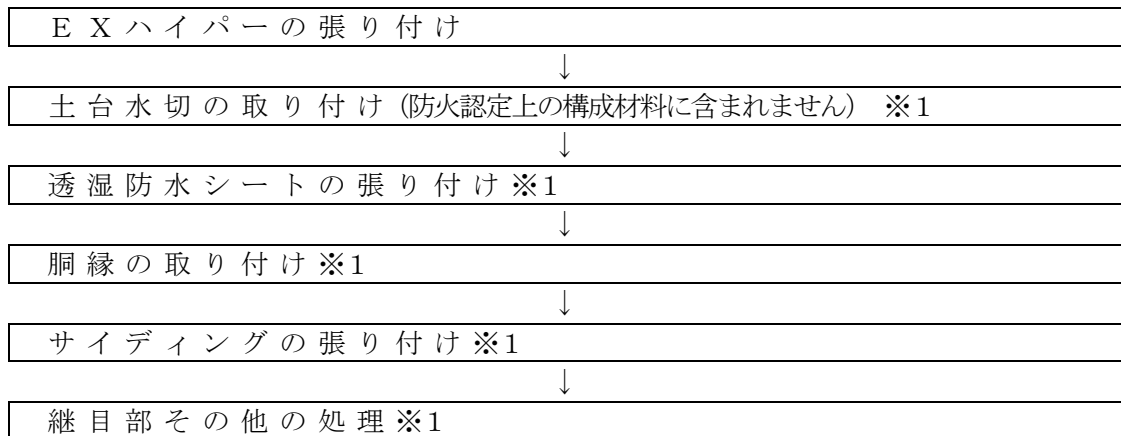 ＥＸハイパーの張り付け
↓
土台水切の取り付け(防火認定上の構成材料に含まれません) ※1
↓
透湿防水シートの張り付け※1
↓
胴縁の取り付け※1
↓
サイディングの張り付け※1
↓
継目部その他の処理※1